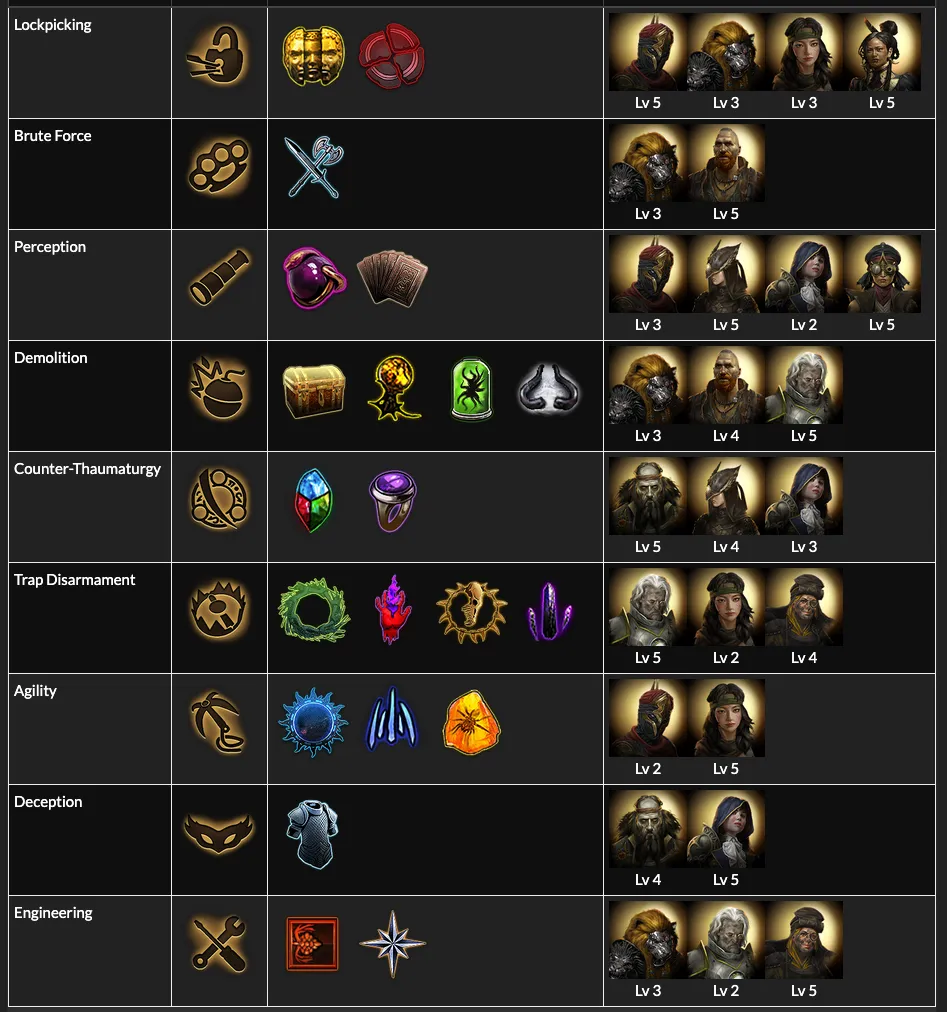 Lockpicking
Lv 5 Lv 3 Lv 3 Lv 5
Brute Force
Lv 3 Lv 5
Perception
Lv 3 Lv 5 Lv 2 Lv 5
Demolition
Lv 3 Lv 4 Lv 5
Counter-Thaumaturgy
Lv 5 Lv 4 Lv 3
Trap Disarmament
Lv 5 Lv 2 Lv 4
Agility
Lv 2 Lv 5
Deception
Lv 4 Lv 5
Engineering
Lv 3 Lv 2 Lv 5